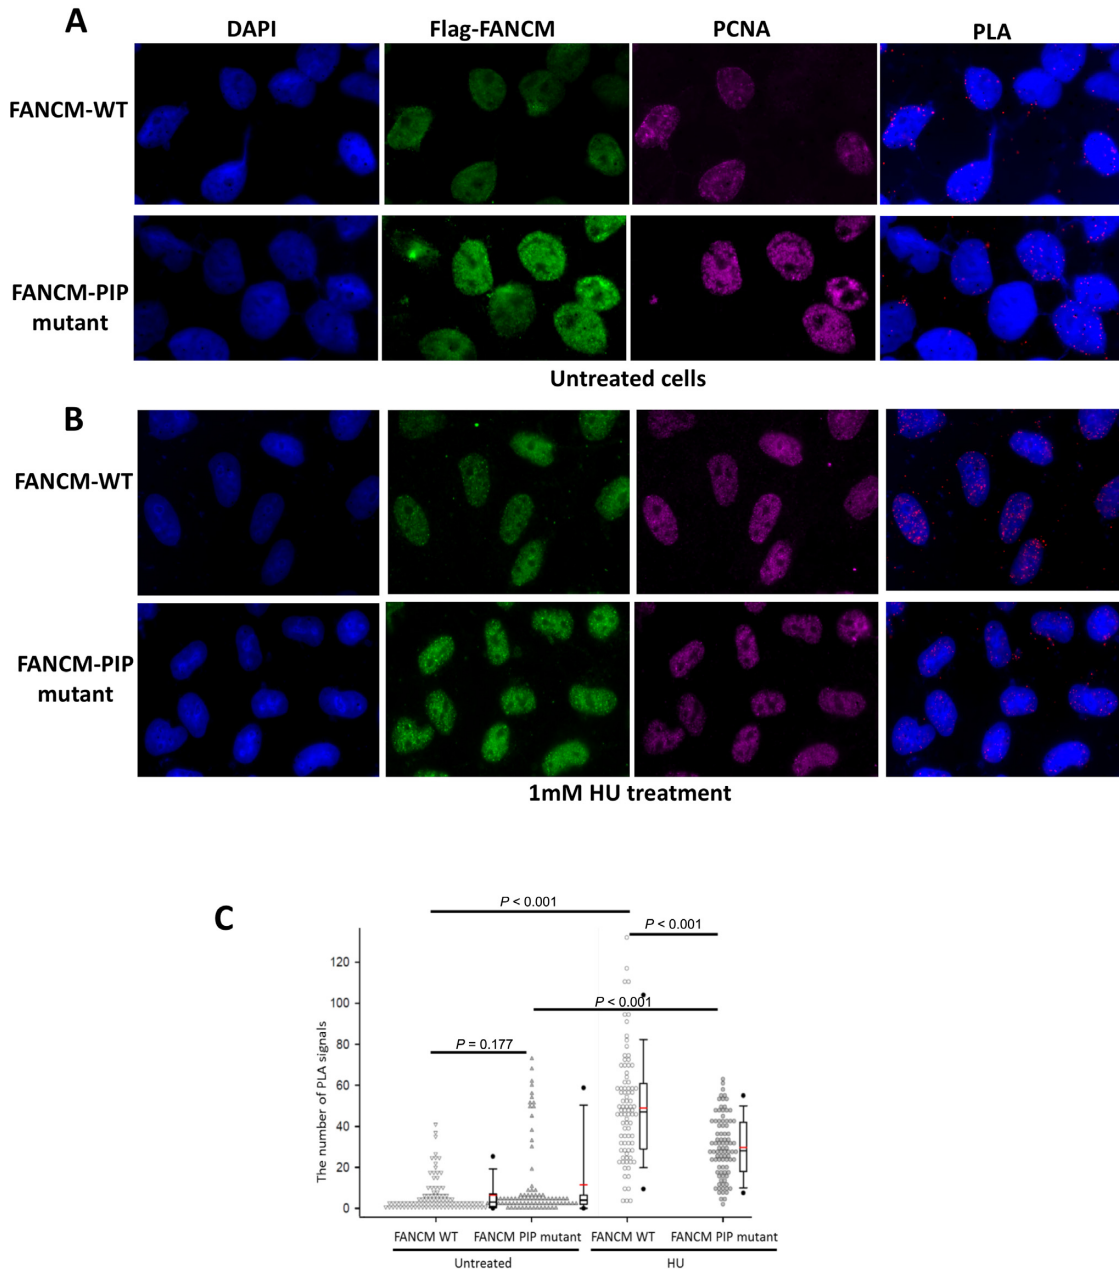 A
DAPI Flag-FANCM PCNA PLA
FANCM-WT
FANCM-PIP
mutant
Untreated cells
B
FANCM-WT
FANCM-PIP
mutant
1mM HU treatment
C
P < 0.001
P < 0.001
P < 0.001
P = 0.177
The number of PLA signals
120
100
80
60
40
20
0
FANCM WT FANCM PIP mutant FANCM WT FANCM PIP mutant
Untreated HU